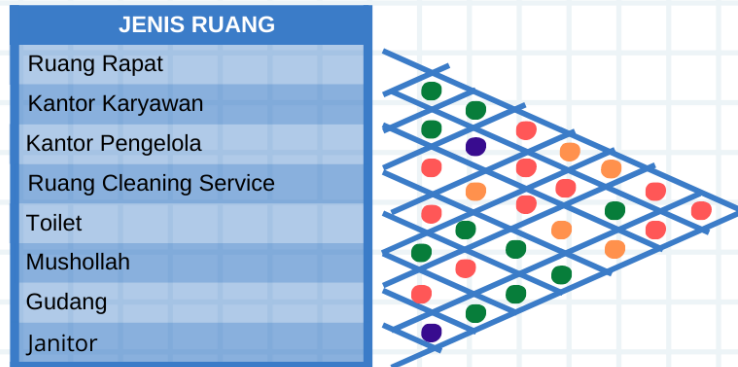 JENIS RUANG
Ruang Rapat
Kantor Karyawan
Kantor Pengelola
Ruang Cleaning Service
Toilet
Mushollah
Gudang
Janitor